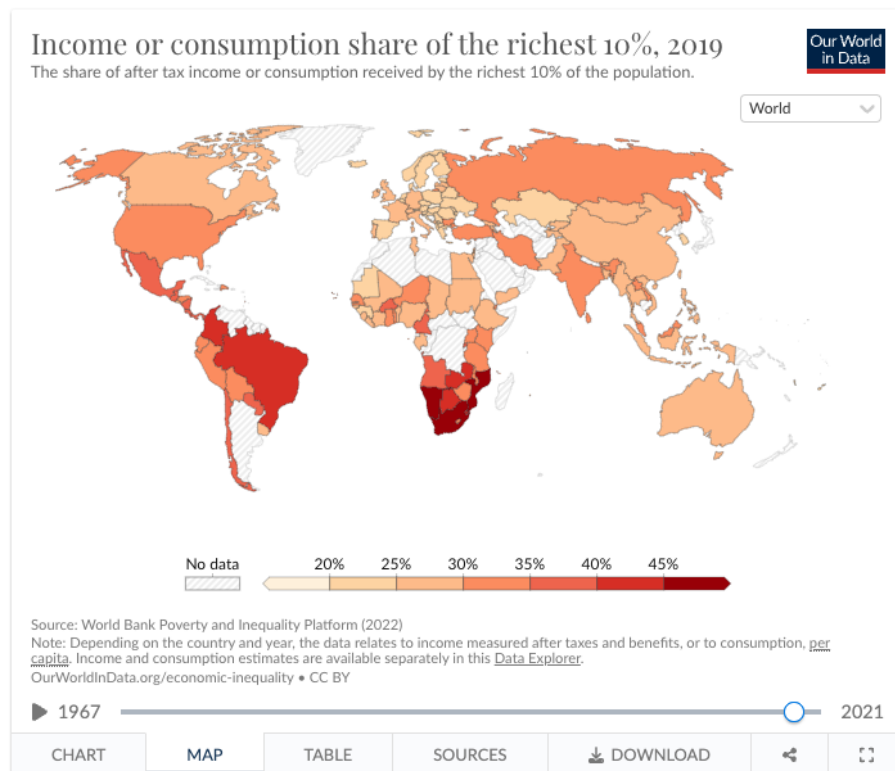 Income or consumption share of the richest 10%, 2019
The share of after tax income or consumption received by the richest 10% of the population.
Our World
in Data
World
No data
20%
25%
30%
35%
40%
45%
Source: World Bank Poverty and Inequality Platform (2022)
Note: Depending on the country and year, the data relates to income measured after taxes and benefits, or to consumption, per
capita. Income and consumption estimates are available separately in this Data Explorer.
OurWorldInData.org/economic-inequality • CC BY
1967
2021
CHART
MAP
TABLE
SOURCES
DOWNLOAD